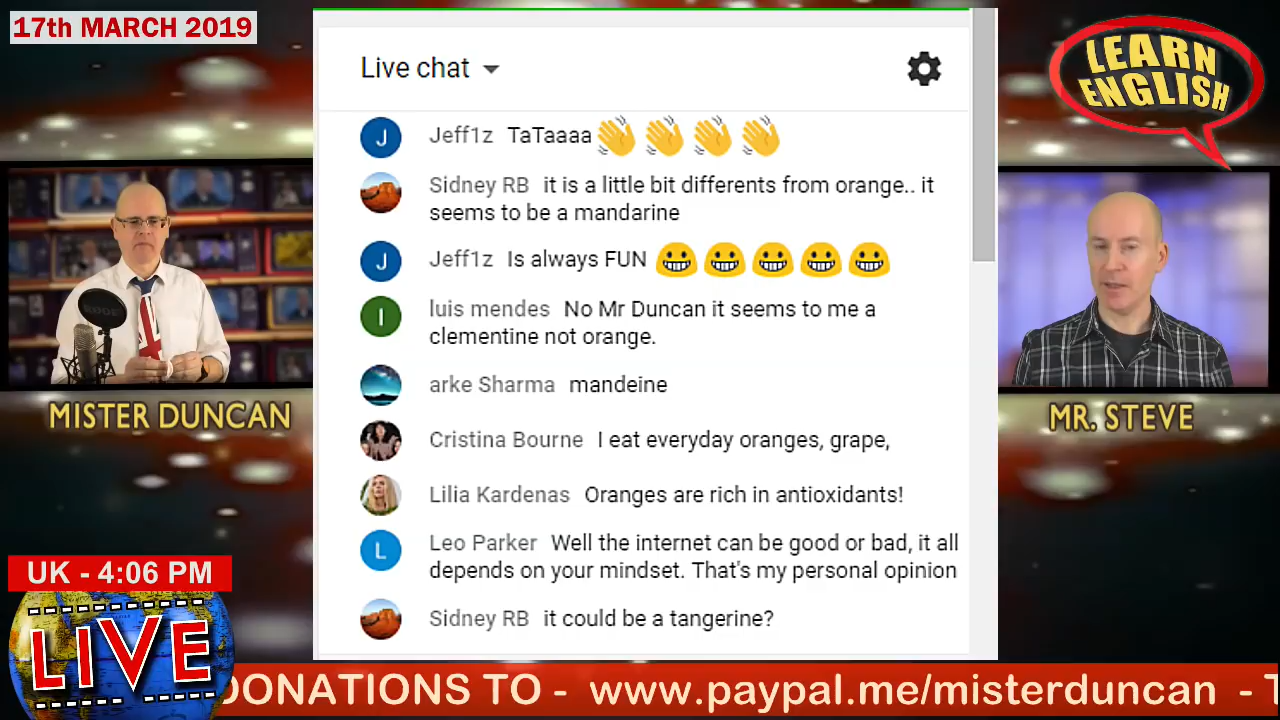 17th MARCH 2019
LEARN
ENGLISH
Live chat
Jeff1z TaTaaaa
Sidney RB it is a little bit differents from orange.. it
seems to be a mandarine
Jeff1z Is always FUN
luis mendes No Mr Duncan it seems to me a
clementine not orange.
arke Sharma mandeine
Cristina Bourne I eat everyday oranges, grape,
Lilia Kardenas Oranges are rich in antioxidants!
Leo Parker Well the internet can be good or bad, it all
depends on your mindset. That's my personal opinion
Sidney RB it could be a tangerine?
J
J
l
L
RODE
MISTER DUNCAN
MR. STEVE
UK - 4:06 PM
LIVE
DONATIONS TO - www.paypal.me/misterduncan - T